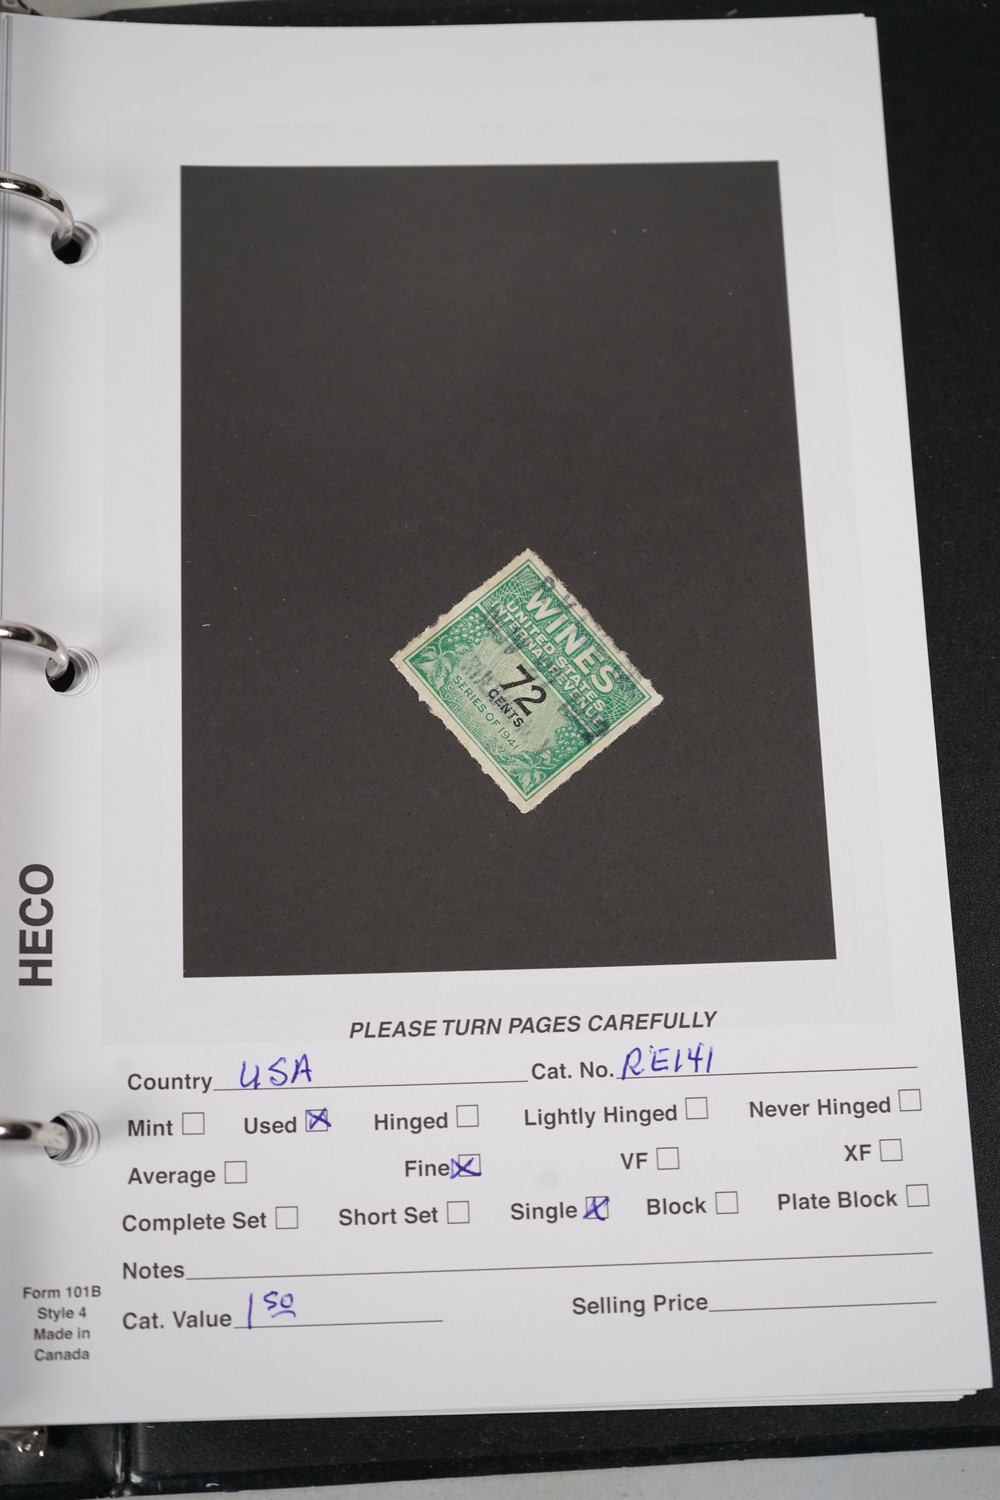 WINES
UNITED STATES
INTERNAL REVENUE
72
CENTS
SERIES OF 1941
HECO
PLEASE TURN PAGES CAREFULLY
Country USA Cat. No. RE141
Mint Used Hinged Lightly Hinged Never Hinged
Average Fine VF XF
Complete Set Short Set Single Block Plate Block
Notes
Cat. Value 1 50 Selling Price
Form 101B
Style 4
Made in
Canada